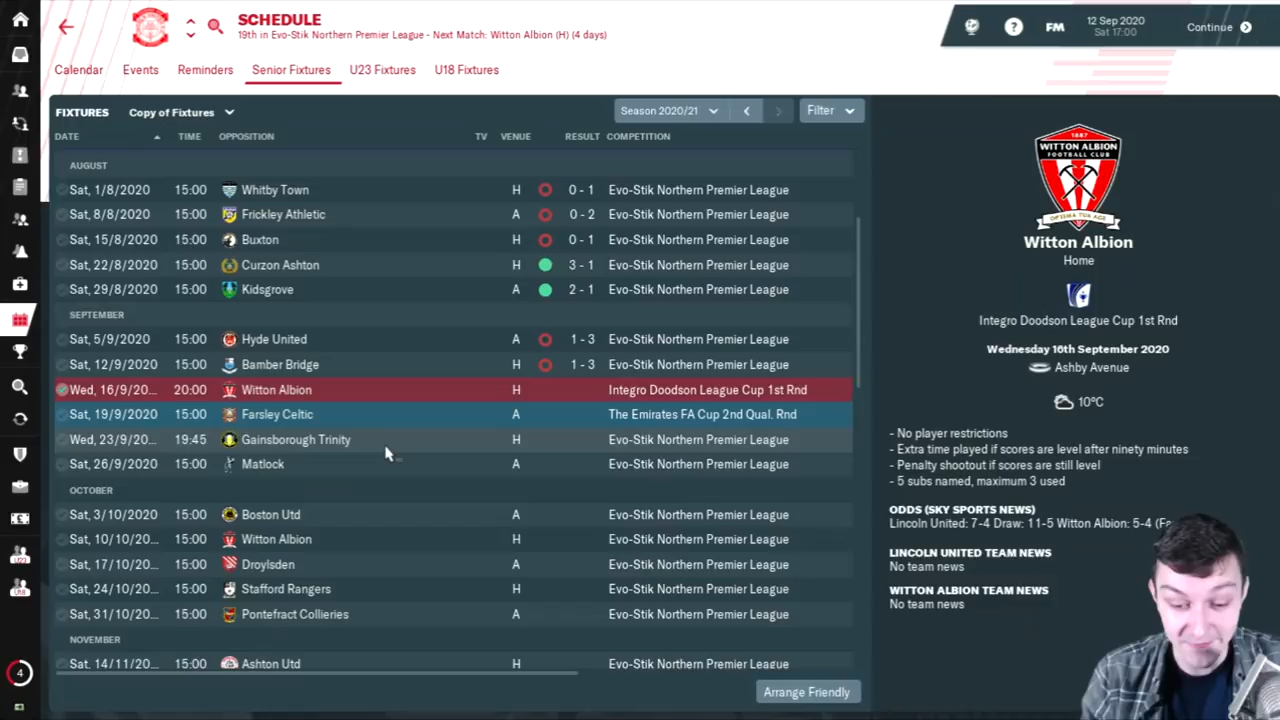 SCHEDULE
19th in Evo-Stik Northern Premier League - Next Match: Witton Albion (H) (4 days)
FM
12 Sep 2020
Sat 17:00
Continue
Calendar Events Reminders Senior Fixtures U23 Fixtures U18 Fixtures
FIXTURES Copy of Fixtures Season 2020/21 Filter
DATE TIME OPPOSITION TV VENUE RESULT COMPETITION
AUGUST
Sat, 1/8/2020 15:00 Whitby Town H 0 - 1 Evo-Stik Northern Premier League
Sat, 8/8/2020 15:00 Frickley Athletic A 0 - 2 Evo-Stik Northern Premier League
Sat, 15/8/2020 15:00 Buxton H 0 - 1 Evo-Stik Northern Premier League
Sat, 22/8/2020 15:00 Curzon Ashton H 3 - 1 Evo-Stik Northern Premier League
Sat, 29/8/2020 15:00 Kidsgrove A 2 - 1 Evo-Stik Northern Premier League
SEPTEMBER
Sat, 5/9/2020 15:00 Hyde United A 1 - 3 Evo-Stik Northern Premier League
Sat, 12/9/2020 15:00 Bamber Bridge H 1 - 3 Evo-Stik Northern Premier League
Wed, 16/9/20... 20:00 Witton Albion H Integro Doodson League Cup 1st Rnd
Sat, 19/9/2020 15:00 Farsley Celtic A The Emirates FA Cup 2nd Qual. Rnd
Wed, 23/9/20... 19:45 Gainsborough Trinity H Evo-Stik Northern Premier League
Sat, 26/9/2020 15:00 Matlock A Evo-Stik Northern Premier League
OCTOBER
Sat, 3/10/2020 15:00 Boston Utd H Evo-Stik Northern Premier League
Sat, 10/10/20... 15:00 Witton Albion H Evo-Stik Northern Premier League
Sat, 17/10/20... 15:00 Droylsden A Evo-Stik Northern Premier League
Sat, 24/10/20... 15:00 Stafford Rangers H Evo-Stik Northern Premier League
Sat, 31/10/20... 15:00 Pontefract Collieries A Evo-Stik Northern Premier League
NOVEMBER
Sat, 14/11/20... 15:00 Ashton Utd H Evo-Stik Northern Premier League
Arrange Friendly
1887
WITTON ALBION
FOOTBALL CLUB
Witton Albion
Home
Integro Doodson League Cup 1st Rnd
Wednesday 16th September 2020
Ashby Avenue
10°C
- No player restrictions
- Extra time played if scores are level after ninety minutes
- Penalty shootout if scores are still level
- 5 subs named, maximum 3 used
ODDS (SKY SPORTS NEWS)
Lincoln United: 7-4 Draw: 11-5 Witton Albion: 5-4
LINCOLN UNITED TEAM NEWS
No team news
WITTON ALBION TEAM NEWS
No team news
4
U23
U18